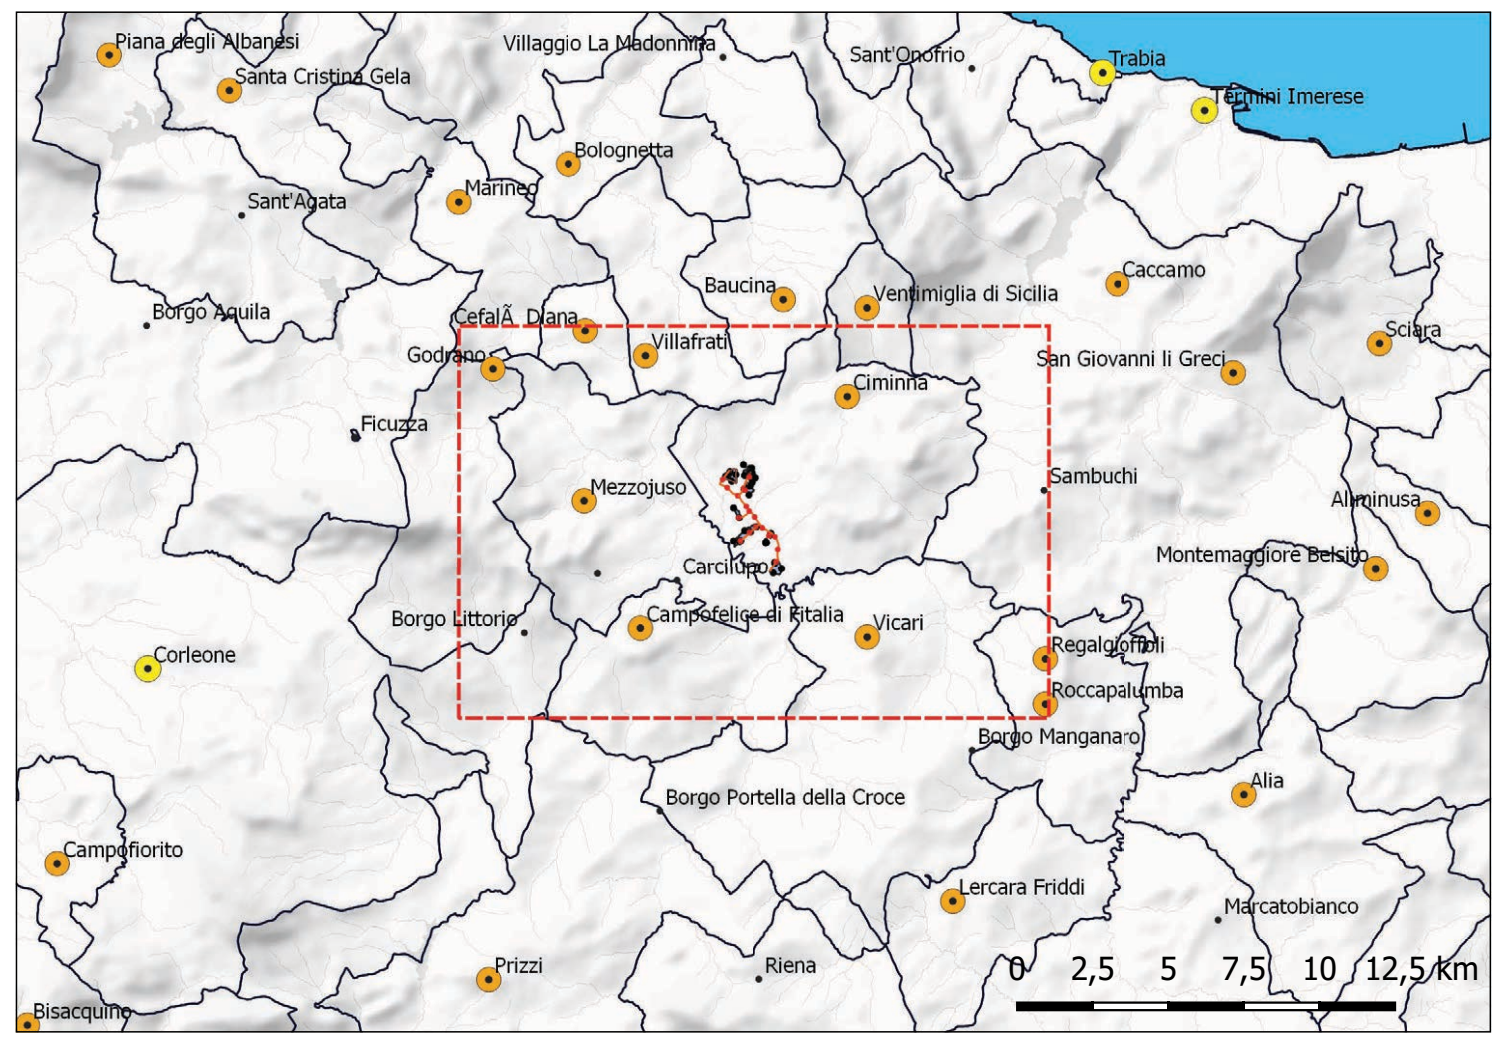 Piana degli Albanesi
Villaggio La Madonnina
Sant'Onofrio
Trabia
Santa Cristina Gela
Termini Imerese
Bolognetta
Marineo
Sant'Agata
Caccamo
Baucina
Ventimiglia di Sicilia
Borgo Aquila
CefalÃ  Diana
Sciara
Villafrati
Godrano
San Giovanni li Greci
Ciminna
Ficuzza
Sambuchi
Mezzojuso
Aliminusa
Montemaggiore Belsito
Carcilupo
Borgo Littorio
Campofelice di Fitalia
Vicari
Regalgioffoli
Corleone
Roccapalumba
Borgo Manganaro
Alia
Borgo Portella della Croce
Campofiorito
Lercara Friddi
Marcatobianco
Prizzi
Riena
0 2,5 5 7,5 10 12,5 km
Bisacquino